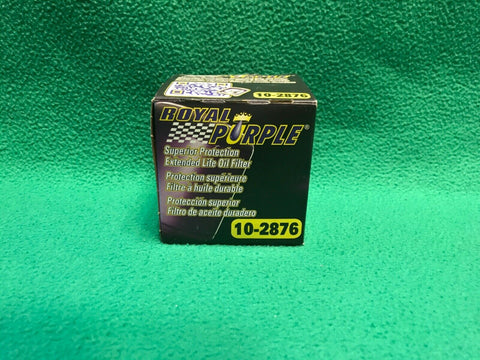 10-2876
ROYAL
PURPLE®
Superior Protection
Extended Life Oil Filter
Protection supérieure
Filtre a huile durable
Protección superior
Filtro de aceite duradero
10-2876